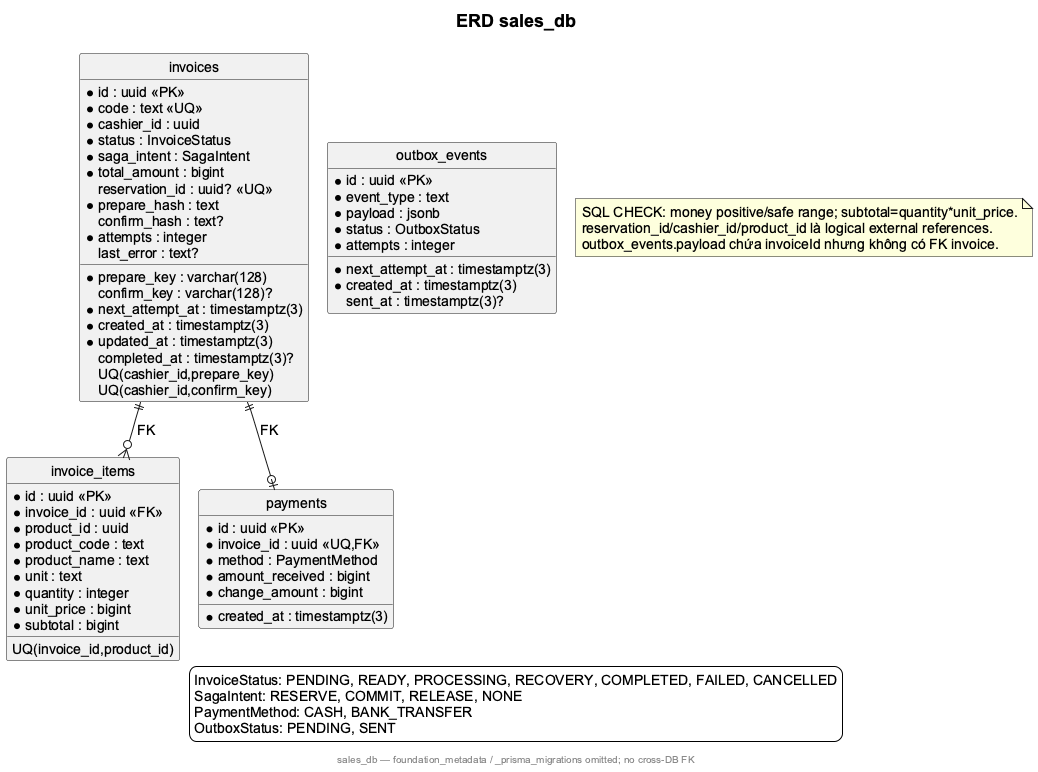 ERD sales_db
invoices
id : uuid «PK»
code : text «UQ»
cashier_id : uuid
status : InvoiceStatus
saga_intent : SagaIntent
total_amount : bigint
reservation_id : uuid? «UQ»
prepare_hash : text
confirm_hash : text?
attempts : integer
last_error : text?
prepare_key : varchar(128)
confirm_key : varchar(128)?
next_attempt_at : timestamptz(3)
created_at : timestamptz(3)
updated_at : timestamptz(3)
completed_at : timestamptz(3)?
UQ(cashier_id,prepare_key)
UQ(cashier_id,confirm_key)
outbox_events
id : uuid «PK»
event_type : text
payload : jsonb
status : OutboxStatus
attempts : integer
next_attempt_at : timestamptz(3)
created_at : timestamptz(3)
sent_at : timestamptz(3)?
SQL CHECK: money positive/safe range; subtotal=quantity*unit_price.
reservation_id/cashier_id/product_id là logical external references.
outbox_events.payload chứa invoiceId nhưng không có FK invoice.
FK
FK
invoice_items
id : uuid «PK»
invoice_id : uuid «FK»
product_id : uuid
product_code : text
product_name : text
unit : text
quantity : integer
unit_price : bigint
subtotal : bigint
UQ(invoice_id,product_id)
payments
id : uuid «PK»
invoice_id : uuid «UQ,FK»
method : PaymentMethod
amount_received : bigint
change_amount : bigint
created_at : timestamptz(3)
InvoiceStatus: PENDING, READY, PROCESSING, RECOVERY, COMPLETED, FAILED, CANCELLED
SagaIntent: RESERVE, COMMIT, RELEASE, NONE
PaymentMethod: CASH, BANK_TRANSFER
OutboxStatus: PENDING, SENT
sales_db — foundation_metadata / _prisma_migrations omitted; no cross-DB FK